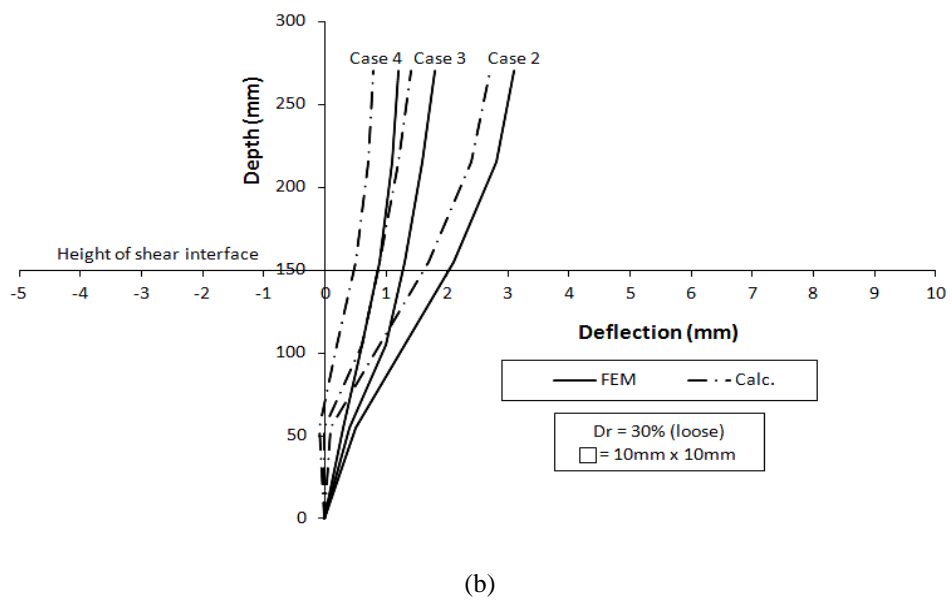 300
Case 4 Case 3 Case 2
250
Depth (mm)
200
Height of shear interface
150
-5 -4 -3 -2 -1 0 1 2 3 4 5 6 7 8 9 10
Deflection (mm)
100
FEM Calc.
50
Dr = 30% (loose)
= 10mm x 10mm
0
(b)